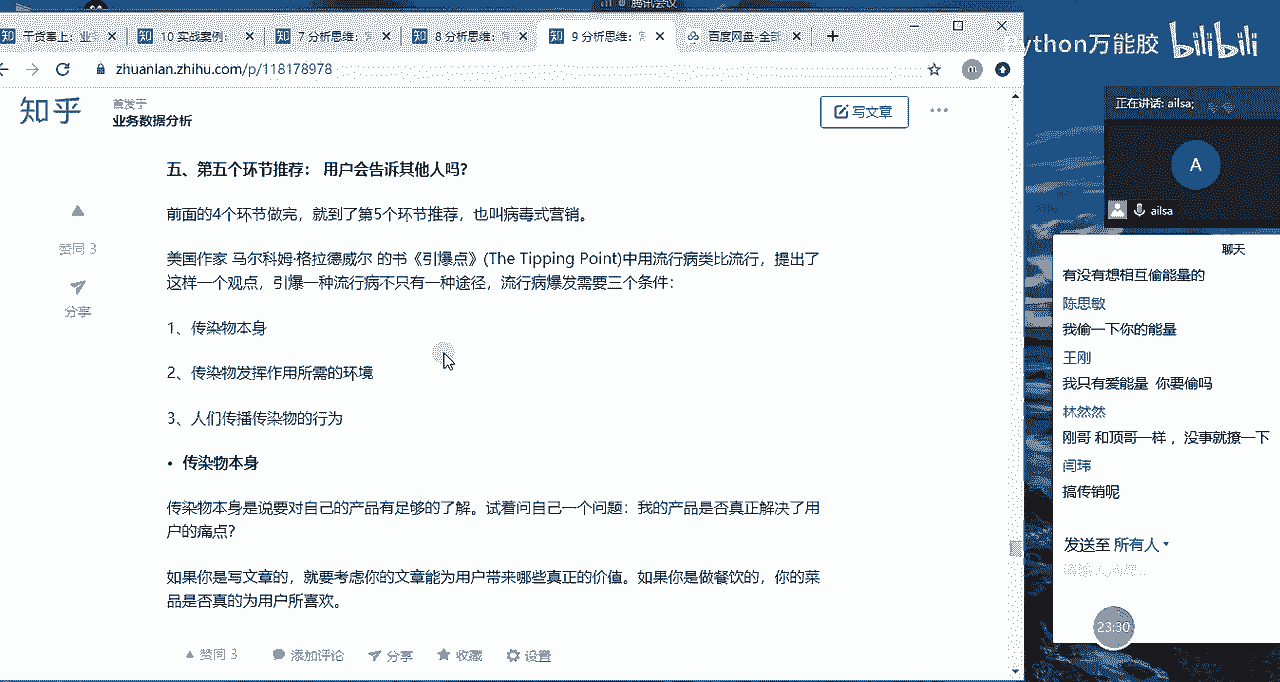 腾讯会议
干货奉上：业务
10 实战案例：
7 分析思维：
8 分析思维：
9 分析思维：
百度网盘-全部
zhuanlan.zhihu.com/p/118178978
m
ython万能胶 bilibili
知乎
首发于
业务数据分析
写文章
五、第五个环节推荐： 用户会告诉其他人吗？
前面的4个环节做完，就到了第5个环节推荐，也叫病毒式营销。
美国作家 马尔科姆·格拉德威尔 的书《引爆点》(The Tipping Point)中用流行病类比流行，提出了
这样一个观点，引爆一种流行病不只有一种途径，流行病爆发需要三个条件：
1、传染物本身
2、传染物发挥作用所需的环境
3、人们传播传染物的行为
• 传染物本身
传染物本身是说要对自己的产品有足够的了解。试着问自己一个问题：我的产品是否真正解决了用
户的痛点？
如果你是写文章的，就要考虑你的文章能为用户带来哪些真正的价值。如果你是做餐饮的，你的菜
品是否真的为用户所喜欢。
赞同 3
分享
赞同 3
添加评论
分享
收藏
设置
正在讲话: ailsa;
A
ailsa
聊天
有没有想相互偷能量的
陈思敏
我偷一下你的能量
王刚
我只有爱能量 你要偷吗
林然然
刚哥 和顶哥一样 ，没事就撩一下
闫玮
搞传销呢
发送至 所有人
23:30